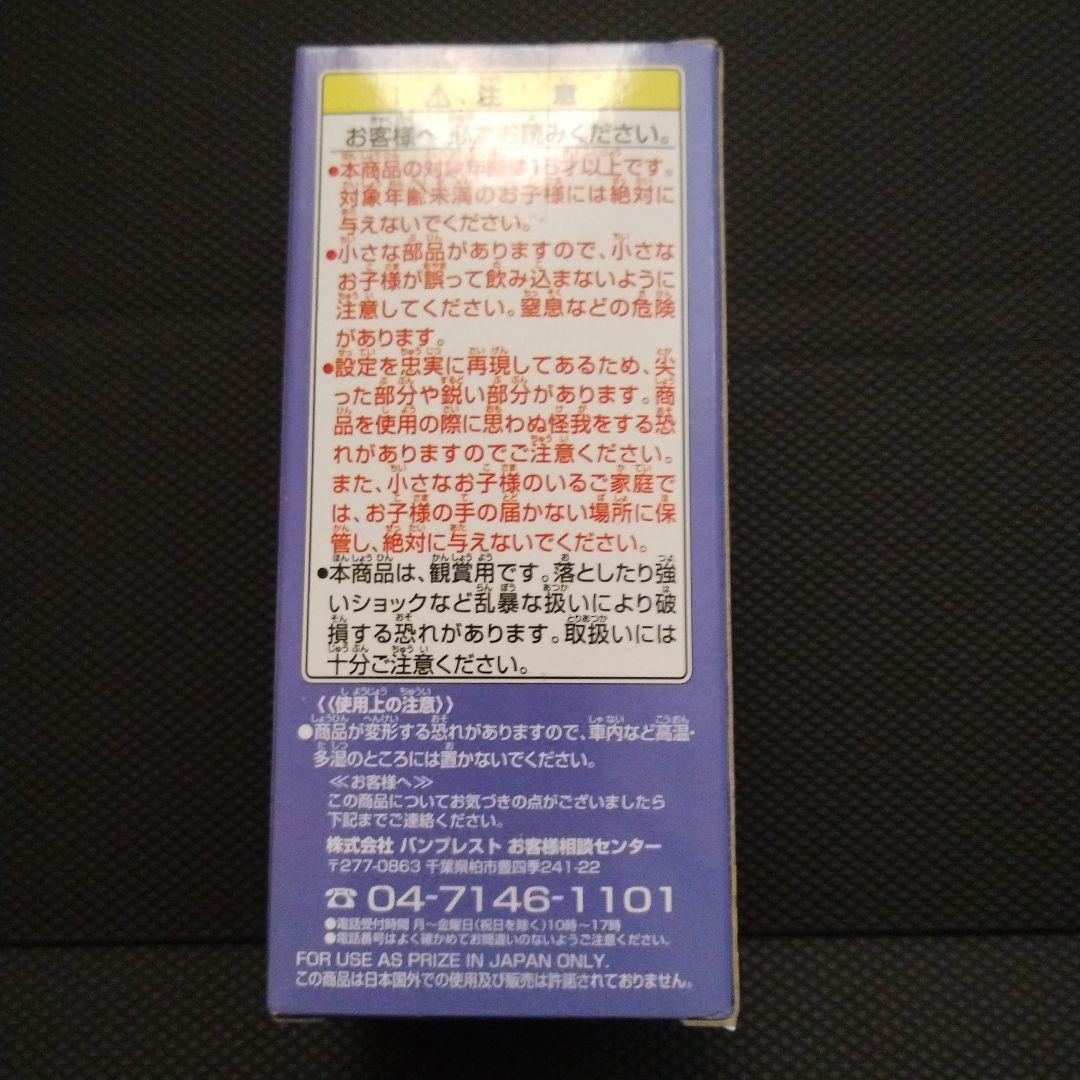 ⚠ 注 意
お客様へ 必ずお読みください。
●本商品の対象年齢は15才以上です。
対象年齢未満のお子様には絶対に
与えないでください。
●小さな部品がありますので、小さな
お子様が誤って飲み込まないように
注意してください。窒息などの危険
があります。
●設定を忠実に再現してあるため、尖
った部分や鋭い部分があります。商
品を使用の際に思わぬ怪我をする恐
れがありますのでご注意ください。
また、小さなお子様のいるご家庭で
は、お子様の手の届かない場所に保
管し、絶対に与えないでください。
●本商品は、観賞用です。落としたり強
いショックなど乱暴な扱いにより破
損する恐れがあります。取扱いには
十分ご注意ください。
《使用上の注意》
●商品が変形する恐れがありますので、車内など高温・
多湿のところには置かないでください。
≪お客様へ≫
この商品についてお気づきの点がございましたら
下記までご連絡ください。
株式会社 バンプレスト お客様相談センター
〒277-0863 千葉県柏市豊四季241-22
☎ 04-7146-1101
●電話受付時間 月～金曜日(祝日を除く)10時～17時
●電話番号はよく確かめてお間違いのないようご注意ください。
FOR USE AS PRIZE IN JAPAN ONLY.
この商品は日本国外での使用及び販売は許諾されておりません。